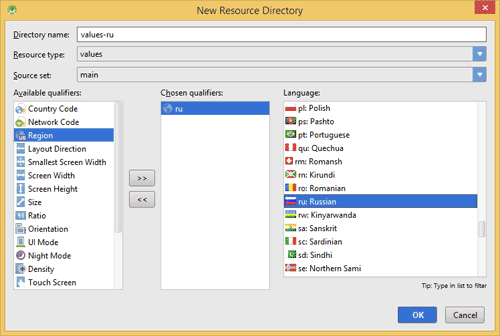 New Resource Directory
Directory name:
values-ru
Resource type:
values
Source set:
main
Available qualifiers:
Country Code
Network Code
Region
Layout Direction
Smallest Screen Width
Screen Width
Screen Height
Size
Ratio
Orientation
UI Mode
Night Mode
Density
Touch Screen
>>
<<
Chosen qualifiers:
ru
Language:
pl: Polish
ps: Pashto
pt: Portuguese
qu: Quechua
rm: Romansh
rn: Kirundi
ro: Romanian
ru: Russian
rw: Kinyarwanda
sa: Sanskrit
sc: Sardinian
sd: Sindhi
se: Northern Sami
Tip: Type in list to filter
OK
Cancel